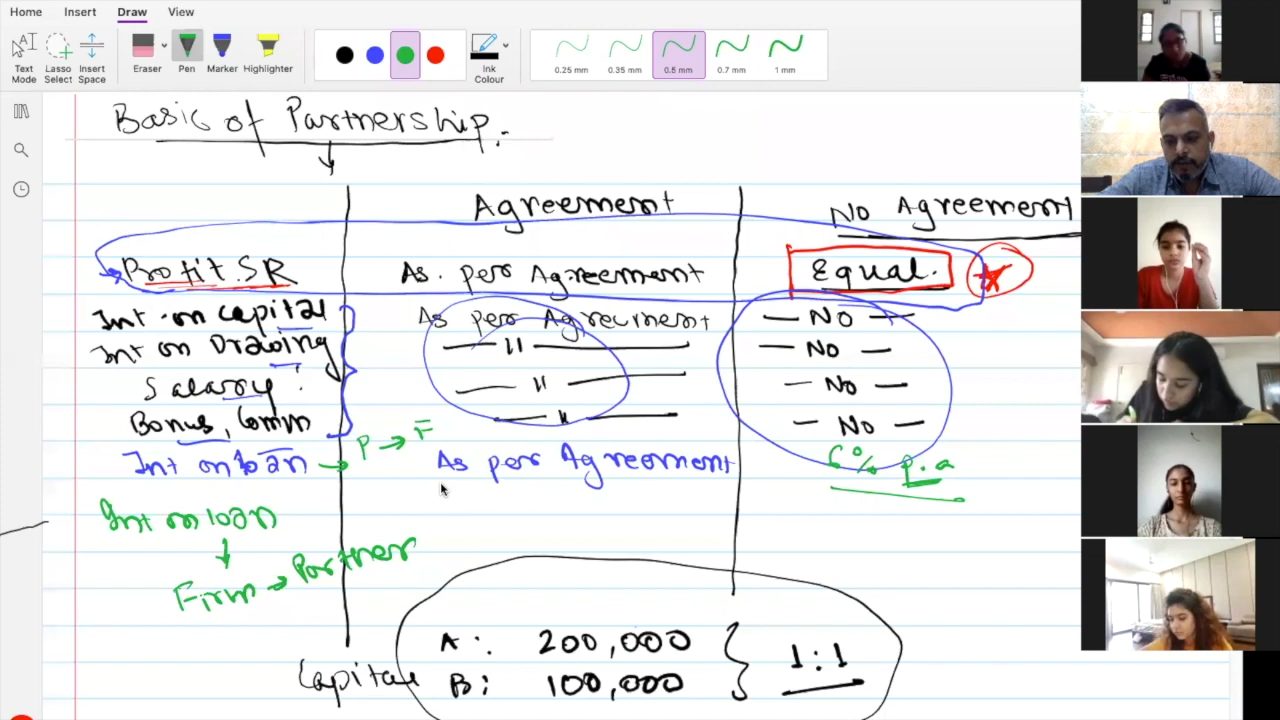 Home Insert Draw View
Text Mode Lasso Select Insert Space Eraser Pen Marker Highlighter Ink Colour 0.25 mm 0.35 mm 0.5 mm 0.7 mm 1 mm
Basic of Partnership.
Agreement No Agreement
Profit SR As. per Agreement Equal.
Int on capital As per Agreement — No —
Int on Drawing — 11 — — No —
Salary : — 11 — — No —
Bonus, Comm — 11 — — No —
Int on loan → P → F As per Agreement 6% p.a
Int on loan
Firm → Partner
A : 200,000
1:1
Capital B : 100,000